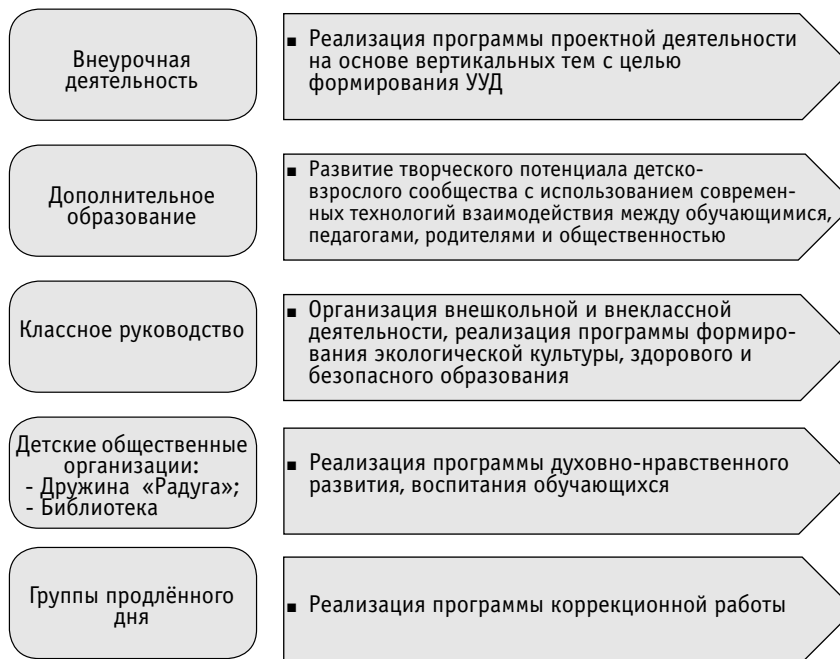 Внеурочная
деятельность
■ Реализация программы проектной деятельности
на основе вертикальных тем с целью
формирования УУД
Дополнительное
образование
■ Развитие творческого потенциала детско-
взрослого сообщества с использованием современ-
ных технологий взаимодействия между обучающимися,
педагогами, родителями и общественностью
Классное руководство
■ Организация внешкольной и внеклассной
деятельности, реализация программы формиро-
вания экологической культуры, здорового и
безопасного образования
Детские общественные
организации:
- Дружина «Радуга»;
- Библиотека
■ Реализация программы духовно-нравственного
развития, воспитания обучающихся
Группы продлённого
дня
■ Реализация программы коррекционной работы